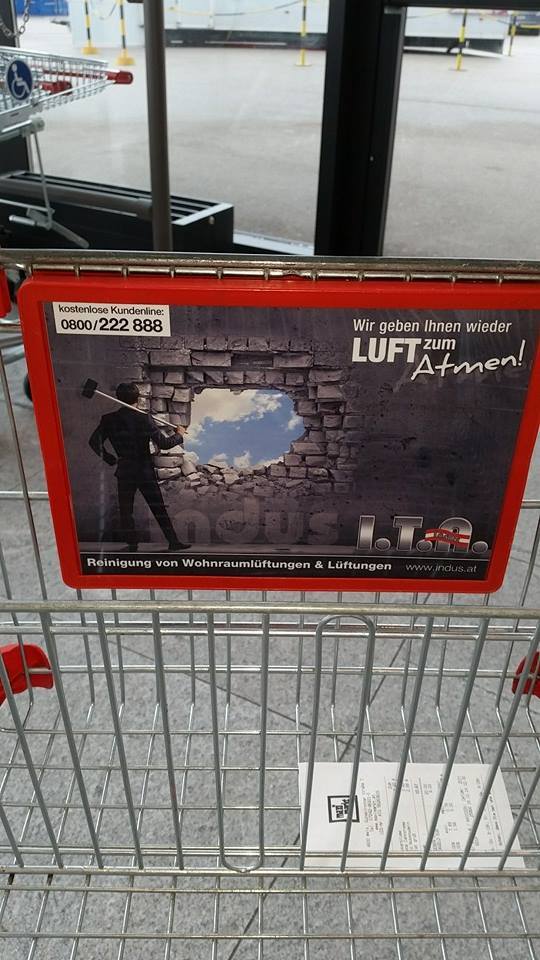 kostenlose Kundenline:
0800/222 888
Wir geben Ihnen wieder
LUFT zum
Atmen!
indus
I.T.A.
Reinigung von Wohnraumlüftungen & Lüftungen www.indus.at